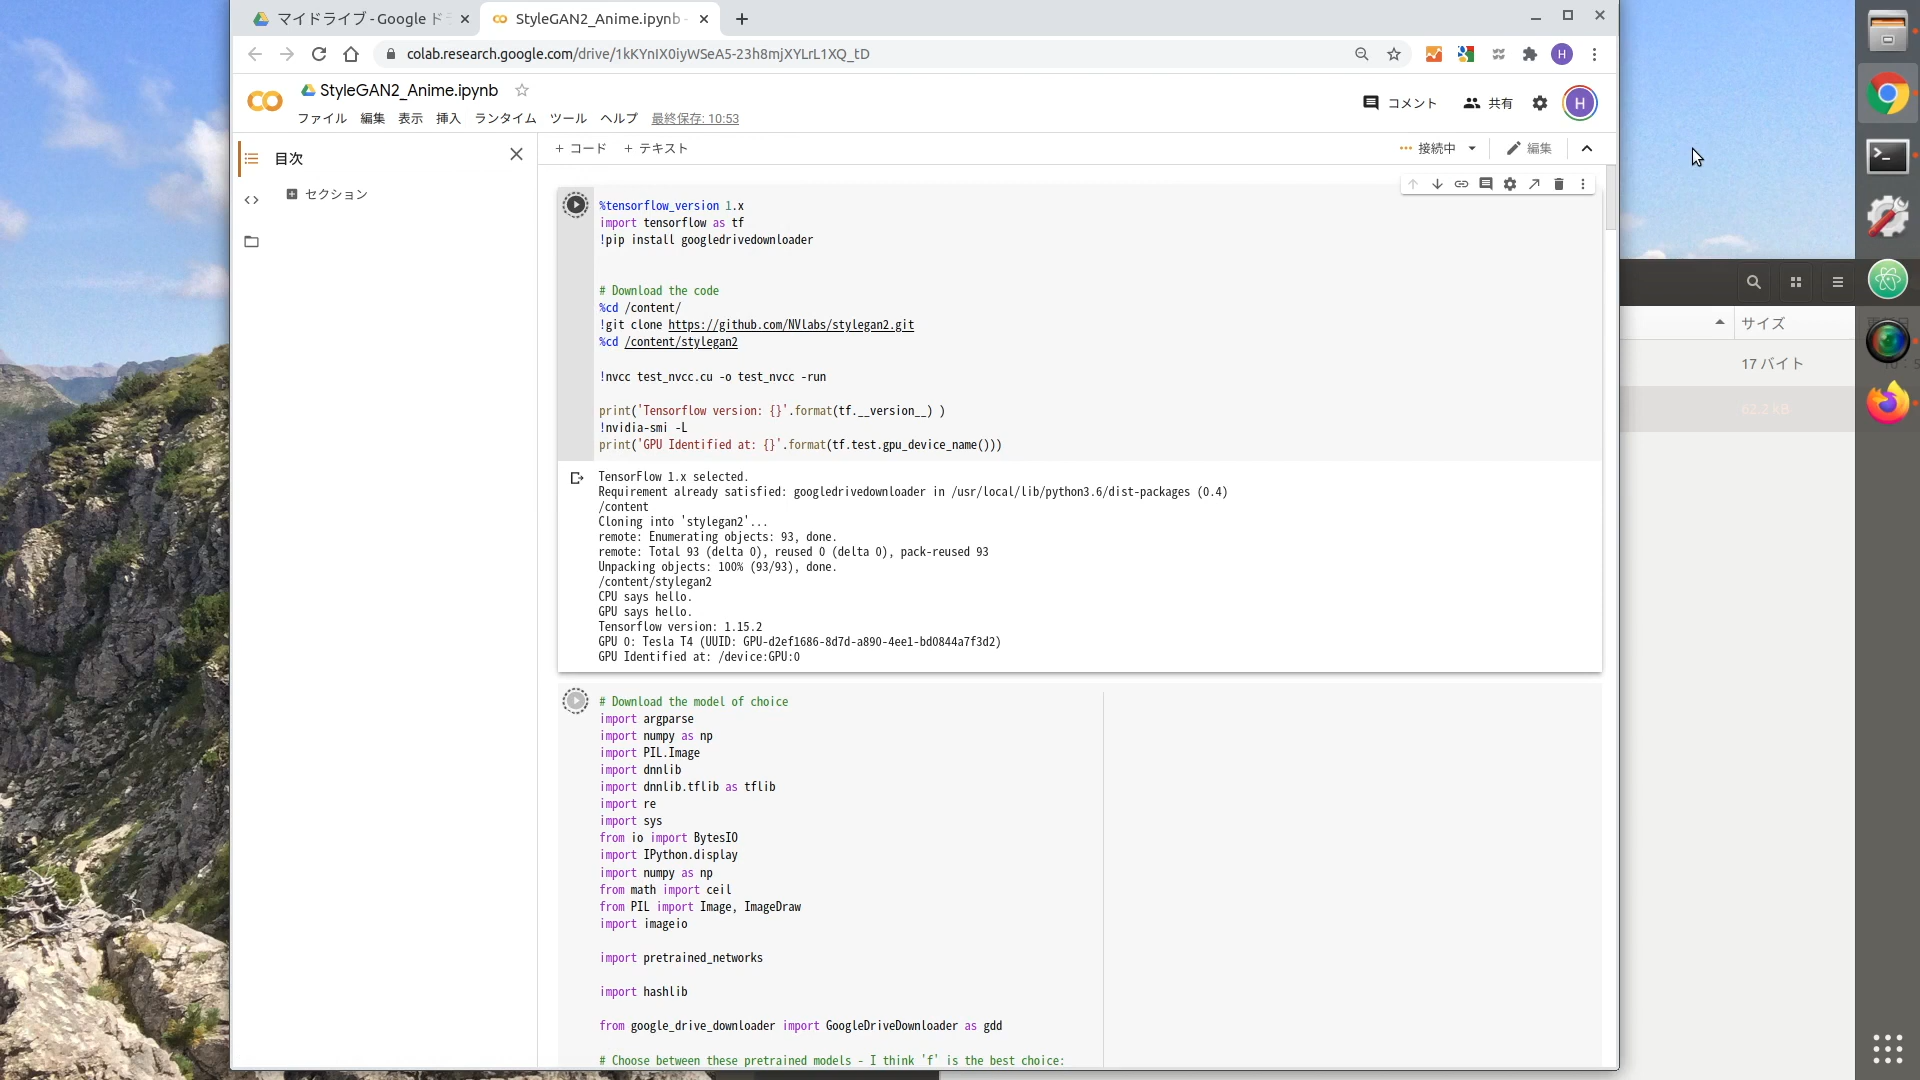 マイドライブ - Google ド
StyleGAN2_Anime.ipynb -
colab.research.google.com/drive/1kKYnIX0iyWSeA5-23h8mjXYLrL1XQ_tD
H
StyleGAN2_Anime.ipynb
コメント
共有
H
ファイル 編集 表示 挿入 ランタイム ツール ヘルプ 最終保存: 10:53
目次
セクション
+ コード + テキスト
接続中
編集
%tensorflow_version 1.x
import tensorflow as tf
!pip install googledrivedownloader
# Download the code
%cd /content/
!git clone https://github.com/NVlabs/stylegan2.git
%cd /content/stylegan2
!nvcc test_nvcc.cu -o test_nvcc -run
print('Tensorflow version: {}'.format(tf.__version__) )
!nvidia-smi -L
print('GPU Identified at: {}'.format(tf.test.gpu_device_name()))
TensorFlow 1.x selected.
Requirement already satisfied: googledrivedownloader in /usr/local/lib/python3.6/dist-packages (0.4)
/content
Cloning into 'stylegan2'...
remote: Enumerating objects: 93, done.
remote: Total 93 (delta 0), reused 0 (delta 0), pack-reused 93
Unpacking objects: 100% (93/93), done.
/content/stylegan2
CPU says hello.
GPU says hello.
Tensorflow version: 1.15.2
GPU 0: Tesla T4 (UUID: GPU-d2ef1686-8d7d-a890-4ee1-bd0844a7f3d2)
GPU Identified at: /device:GPU:0
# Download the model of choice
import argparse
import numpy as np
import PIL.Image
import dnnlib
import dnnlib.tflib as tflib
import re
import sys
from io import BytesIO
import IPython.display
import numpy as np
from math import ceil
from PIL import Image, ImageDraw
import imageio
import pretrained_networks
import hashlib
from google_drive_downloader import GoogleDriveDownloader as gdd
# Choose between these pretrained models - I think 'f' is the best choice:
サイズ
17 バイト
62.2 kB